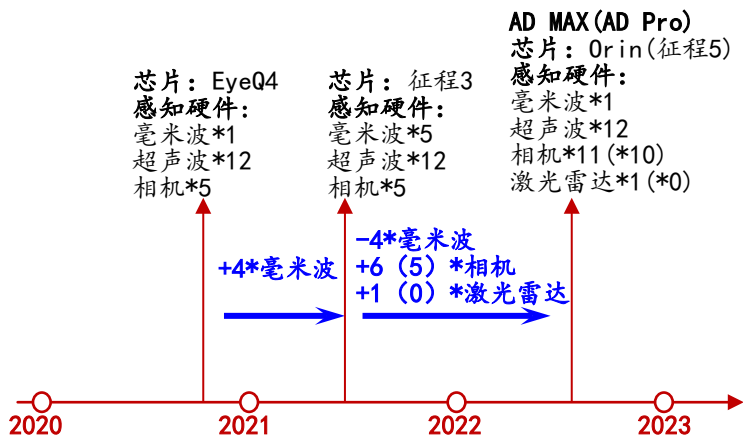 AD MAX(AD Pro)
芯片：Orin(征程5)
感知硬件：
毫米波*1
超声波*12
相机*11(*10)
激光雷达*1(*0)
芯片：EyeQ4
感知硬件：
毫米波*1
超声波*12
相机*5
芯片：征程3
感知硬件：
毫米波*5
超声波*12
相机*5
+4*毫米波
-4*毫米波
+6（5）*相机
+1（0）*激光雷达
2020
2021
2022
2023